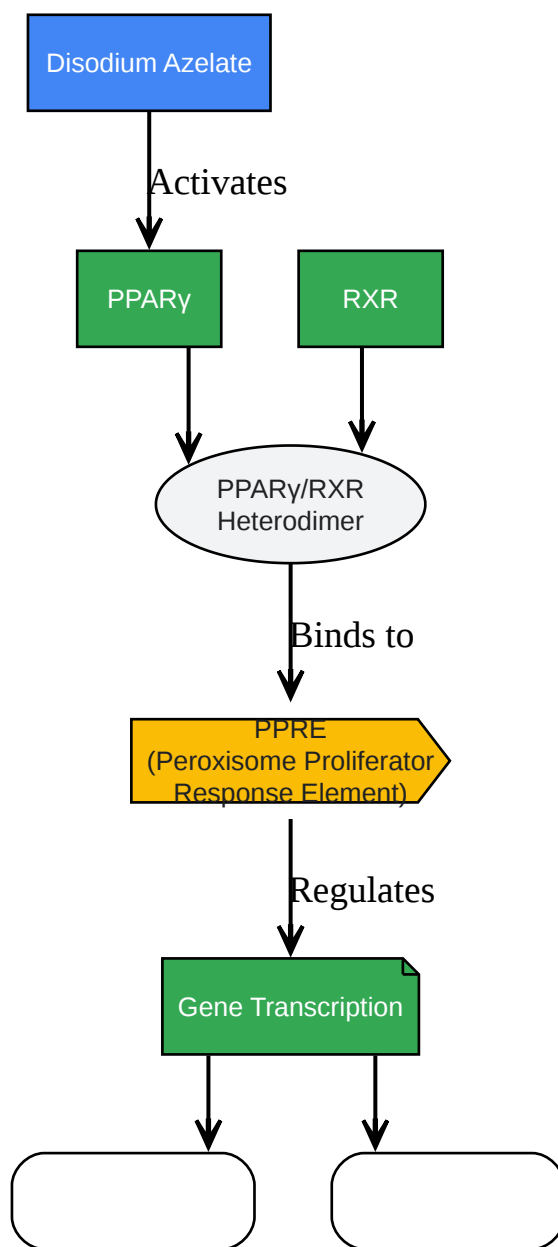 Disodium Azelate
Activates
PPARγ
RXR
PPARγ/RXR
Heterodimer
Binds to
PPRE
(Peroxisome Proliferator
Response Element)
Regulates
Gene Transcription